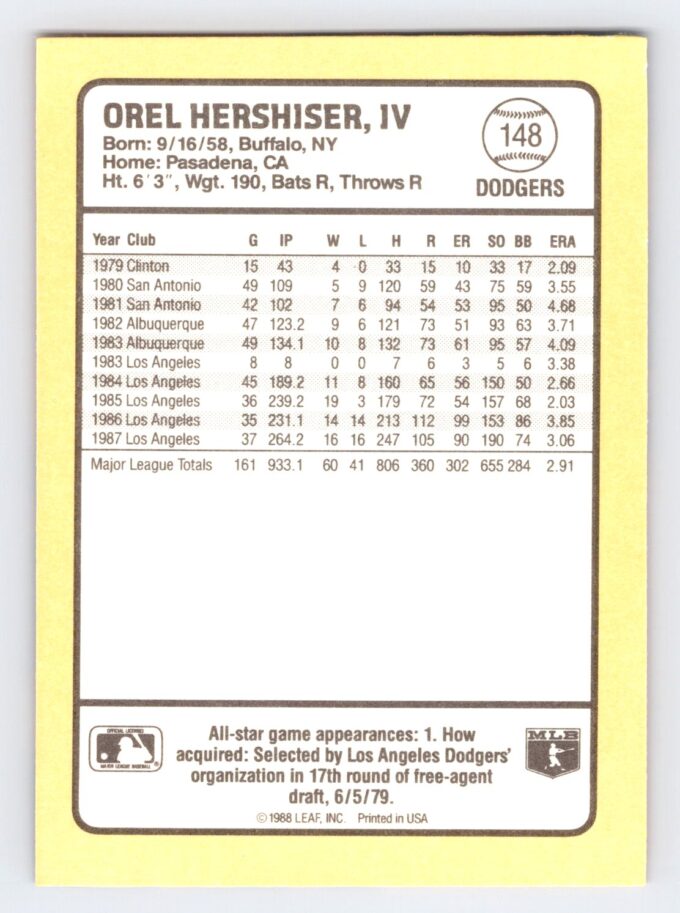 OREL HERSHISER, IV
Born: 9/16/58, Buffalo, NY
Home: Pasadena, CA
Ht. 6'3", Wgt. 190, Bats R, Throws R
148
DODGERS
Year Club G IP W L H R ER SO BB ERA
1979 Clinton 15 43 4 0 33 15 10 33 17 2.09
1980 San Antonio 49 109 5 9 120 59 43 75 59 3.55
1981 San Antonio 42 102 7 6 94 54 53 95 50 4.68
1982 Albuquerque 47 123.2 9 6 121 73 51 93 63 3.71
1983 Albuquerque 49 134.1 10 8 132 73 61 95 57 4.09
1983 Los Angeles 8 8 0 0 7 6 3 5 6 3.38
1984 Los Angeles 45 189.2 11 8 160 65 56 150 50 2.66
1985 Los Angeles 36 239.2 19 3 179 72 54 157 68 2.03
1986 Los Angeles 35 231.1 14 14 213 112 99 153 86 3.85
1987 Los Angeles 37 264.2 16 16 247 105 90 190 74 3.06
Major League Totals 161 933.1 60 41 806 360 302 655 284 2.91
OFFICIAL LICENSEE
MAJOR LEAGUE BASEBALL
All-star game appearances: 1. How
acquired: Selected by Los Angeles Dodgers'
organization in 17th round of free-agent
draft, 6/5/79.
MLB
©1988 LEAF, INC. Printed in USA